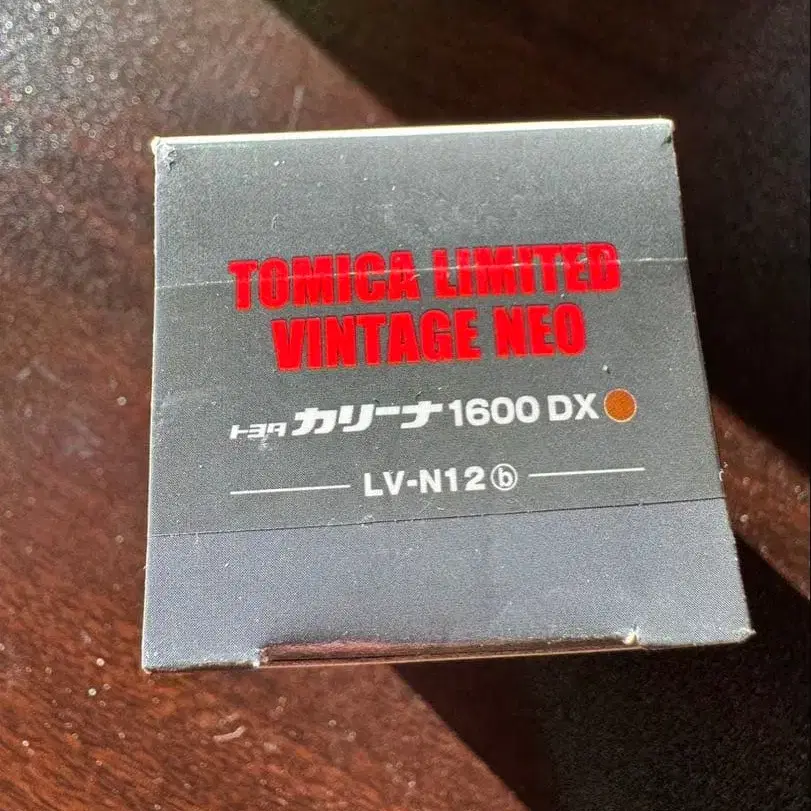 TOMICA LIMITED
VINTAGE NEO
トヨタ カリーナ 1600 DX
LV-N12ⓑ